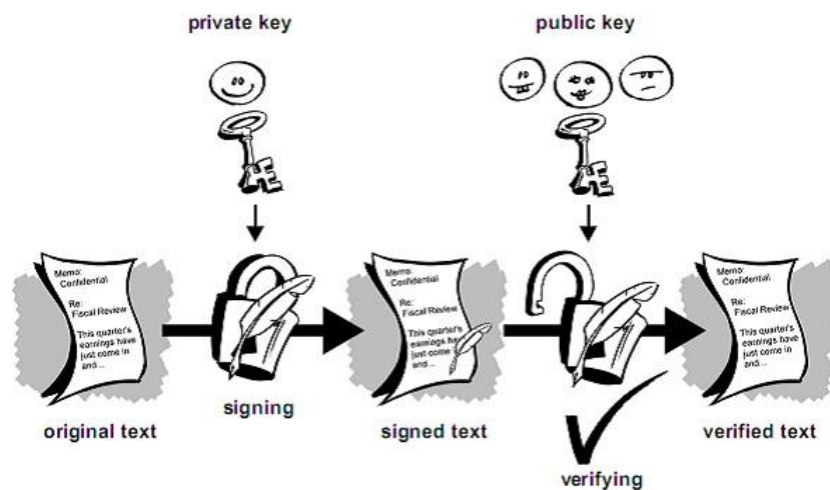 private key
public key
Memo:
Confidential
Re:
Fiscal Review
This quarter's
earnings have
just come in
and...
original text
signing
Memo:
Confidential
Re:
Fiscal Review
This quarter's
earnings have
just come in
and...
signed text
verifying
Memo:
Confidential
Re:
Fiscal Review
This quarter's
earnings have
just come in
and...
verified text